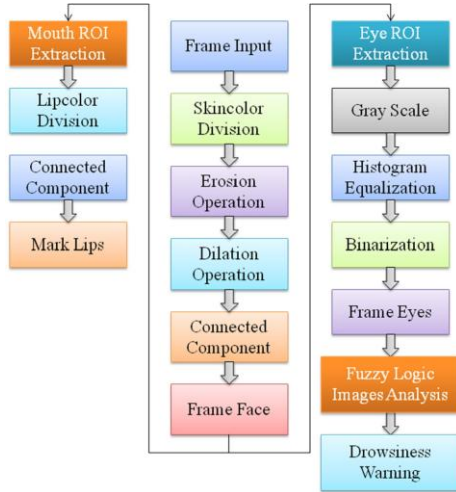 Mouth ROI
Extraction
Lipcolor
Division
Connected
Component
Mark Lips
Frame Input
Skincolor
Division
Erosion
Operation
Dilation
Operation
Connected
Component
Frame Face
Eye ROI
Extraction
Gray Scale
Histogram
Equalization
Binarization
Frame Eyes
Fuzzy Logic
Images Analysis
Drowsiness
Warning